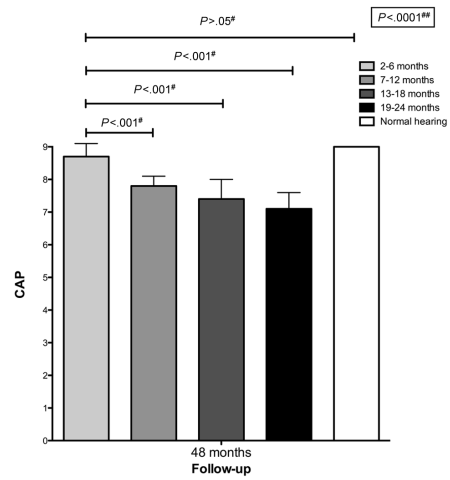 P>.05#
P<.0001##
P<.001#
P<.001#
P<.001#
2-6 months
7-12 months
13-18 months
19-24 months
Normal hearing
9
8
7
6
5
4
3
2
1
0
CAP
48 months
Follow-up